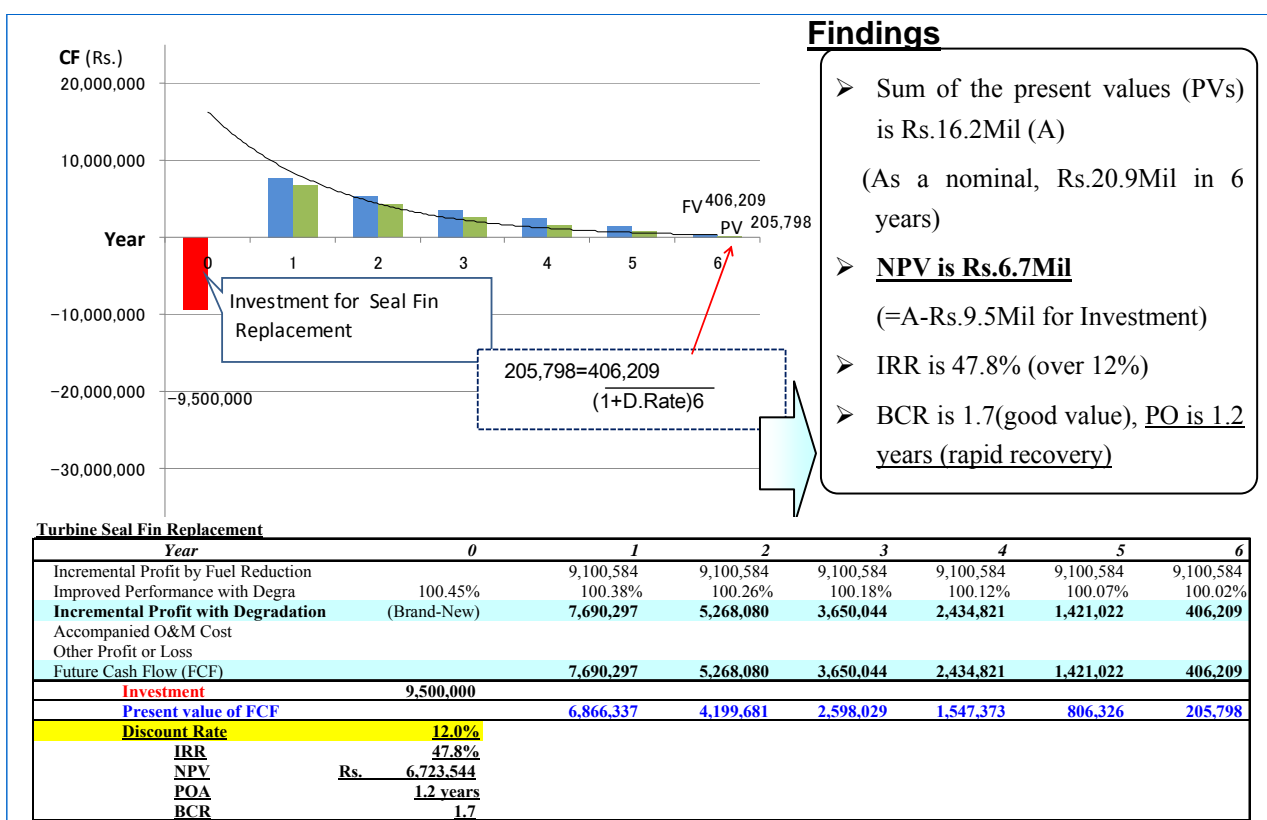 Findings
CF (Rs.)
20,000,000
10,000,000
Year
−10,000,000
−20,000,000
−30,000,000
0 1 2 3 4 5 6
FV 406,209
PV 205,798
Investment for Seal Fin
Replacement
−9,500,000
205,798=406,209
(1+D.Rate)6
➢ Sum of the present values (PVs)
is Rs.16.2Mil (A)
(As a nominal, Rs.20.9Mil in 6
years)
➢ NPV is Rs.6.7Mil
(=A-Rs.9.5Mil for Investment)
➢ IRR is 47.8% (over 12%)
➢ BCR is 1.7(good value), PO is 1.2
years (rapid recovery)
Turbine Seal Fin Replacement
Year 0 1 2 3 4 5 6
Incremental Profit by Fuel Reduction 9,100,584 9,100,584 9,100,584 9,100,584 9,100,584 9,100,584
Improved Performance with Degra 100.45% 100.38% 100.26% 100.18% 100.12% 100.07% 100.02%
Incremental Profit with Degradation (Brand-New) 7,690,297 5,268,080 3,650,044 2,434,821 1,421,022 406,209
Accompanied O&M Cost
Other Profit or Loss
Future Cash Flow (FCF) 7,690,297 5,268,080 3,650,044 2,434,821 1,421,022 406,209
Investment 9,500,000
Present value of FCF 6,866,337 4,199,681 2,598,029 1,547,373 806,326 205,798
Discount Rate 12.0%
IRR 47.8%
NPV Rs. 6,723,544
POA 1.2 years
BCR 1.7